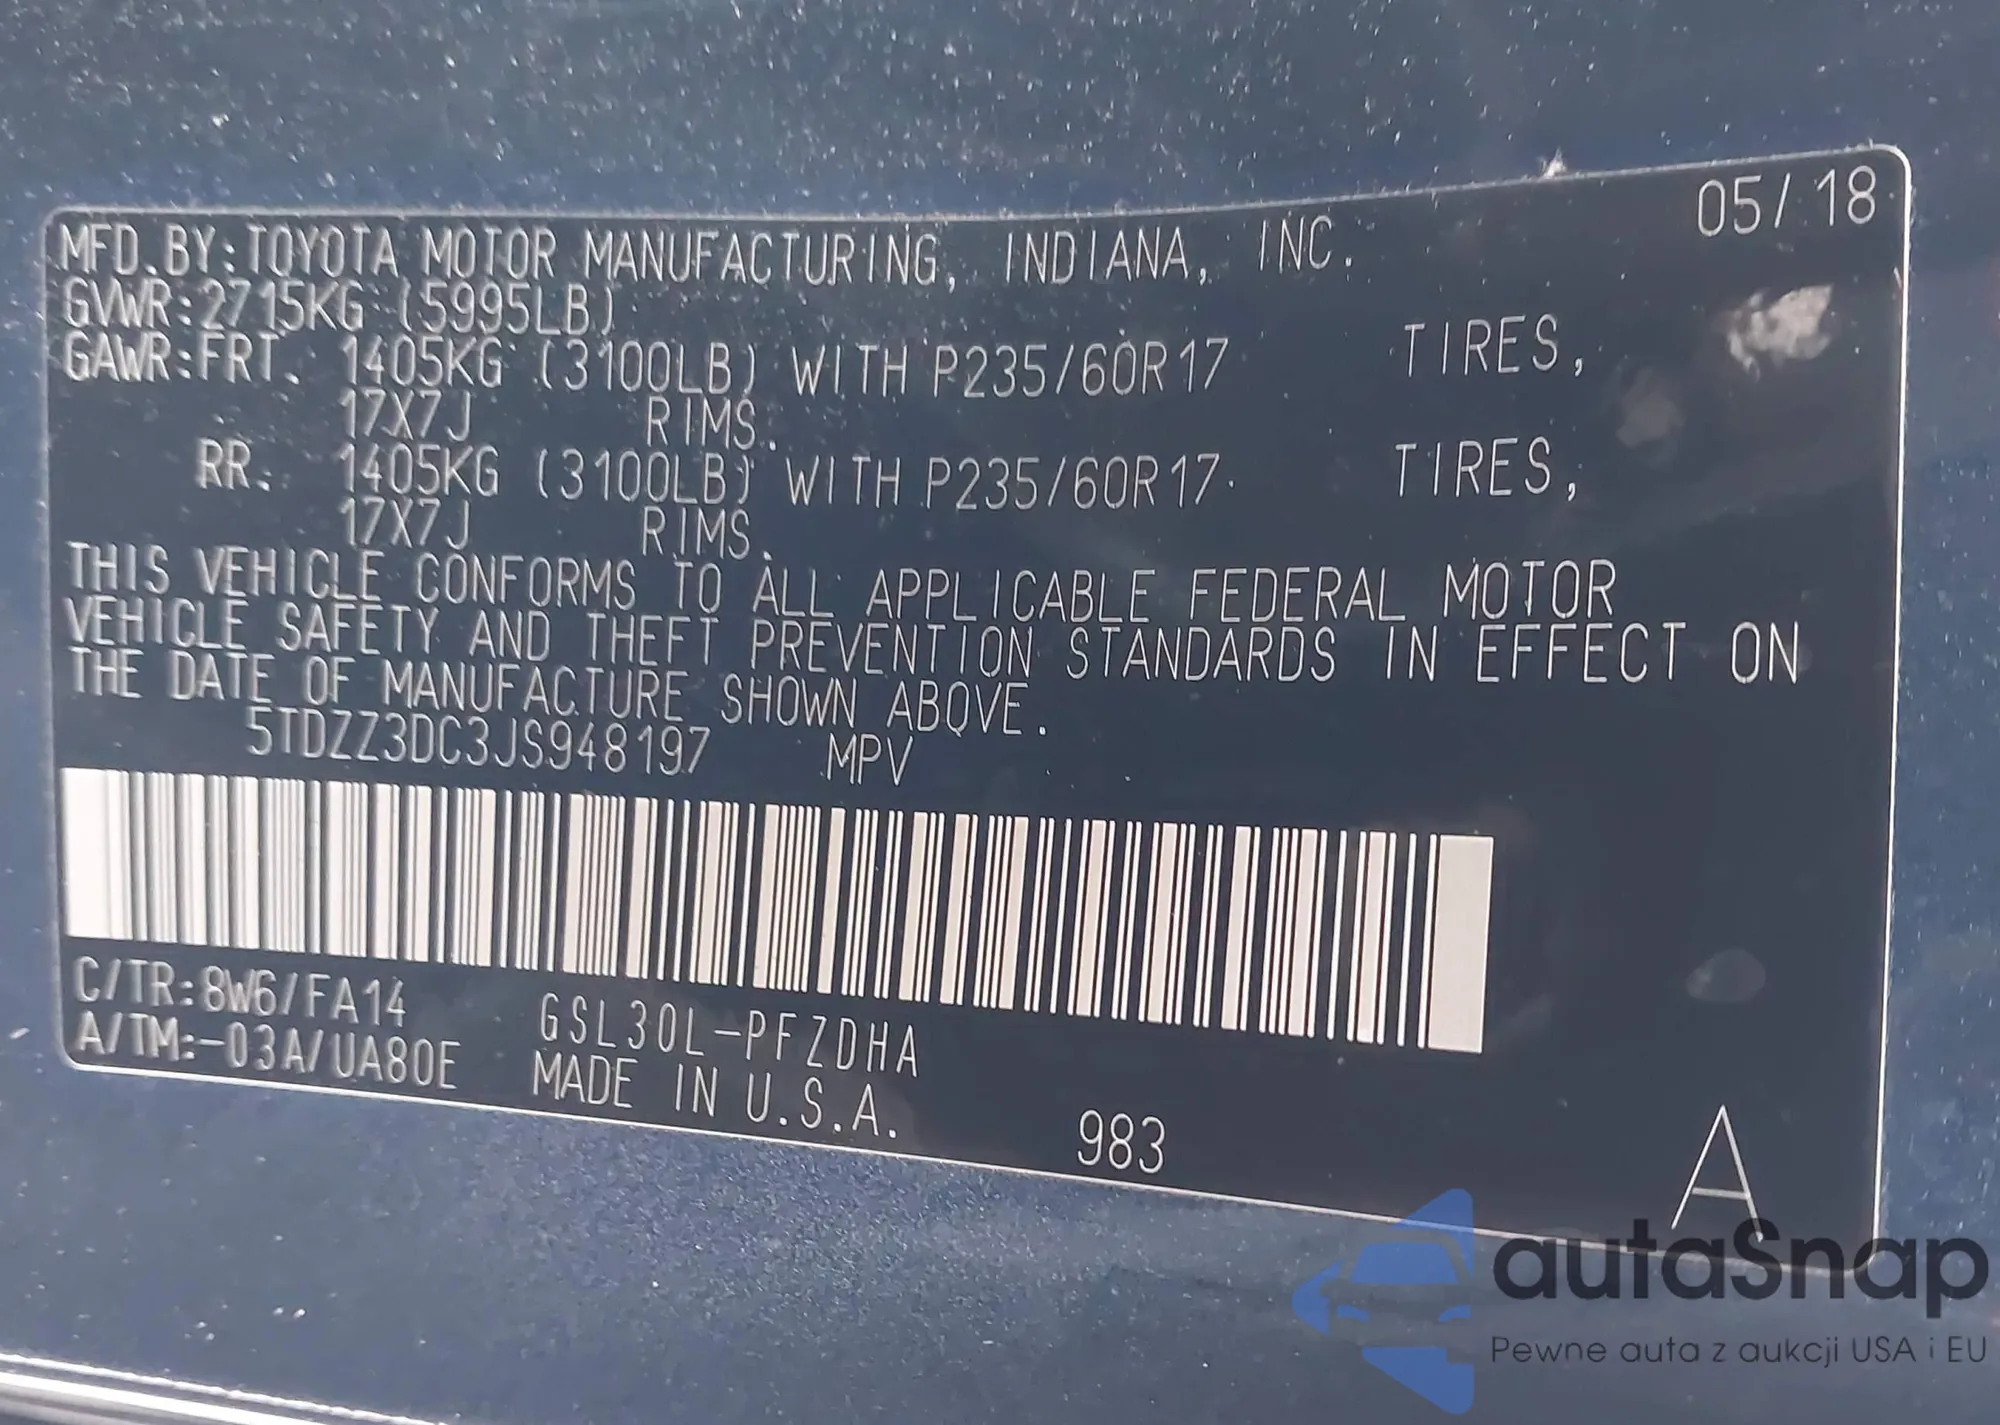 05/18
MFD.BY:TOYOTA MOTOR MANUFACTURING, INDIANA, INC.
GVWR:2715KG (5995LB)
GAWR:FRT. 1405KG (3100LB) WITH P235/60R17 TIRES,
17X7J RIMS.
RR. 1405KG (3100LB) WITH P235/60R17 TIRES,
17X7J RIMS.
THIS VEHICLE CONFORMS TO ALL APPLICABLE FEDERAL MOTOR
VEHICLE SAFETY AND THEFT PREVENTION STANDARDS IN EFFECT ON
THE DATE OF MANUFACTURE SHOWN ABOVE.
5TDZZ3DC3JS948197 MPV
C/TR:8W6/FA14 GSL30L-PFZDHA
A/TM:-03A/UA80E MADE IN U.S.A.
983
A
autaSnap
Pewne auta z aukcji USA i EU